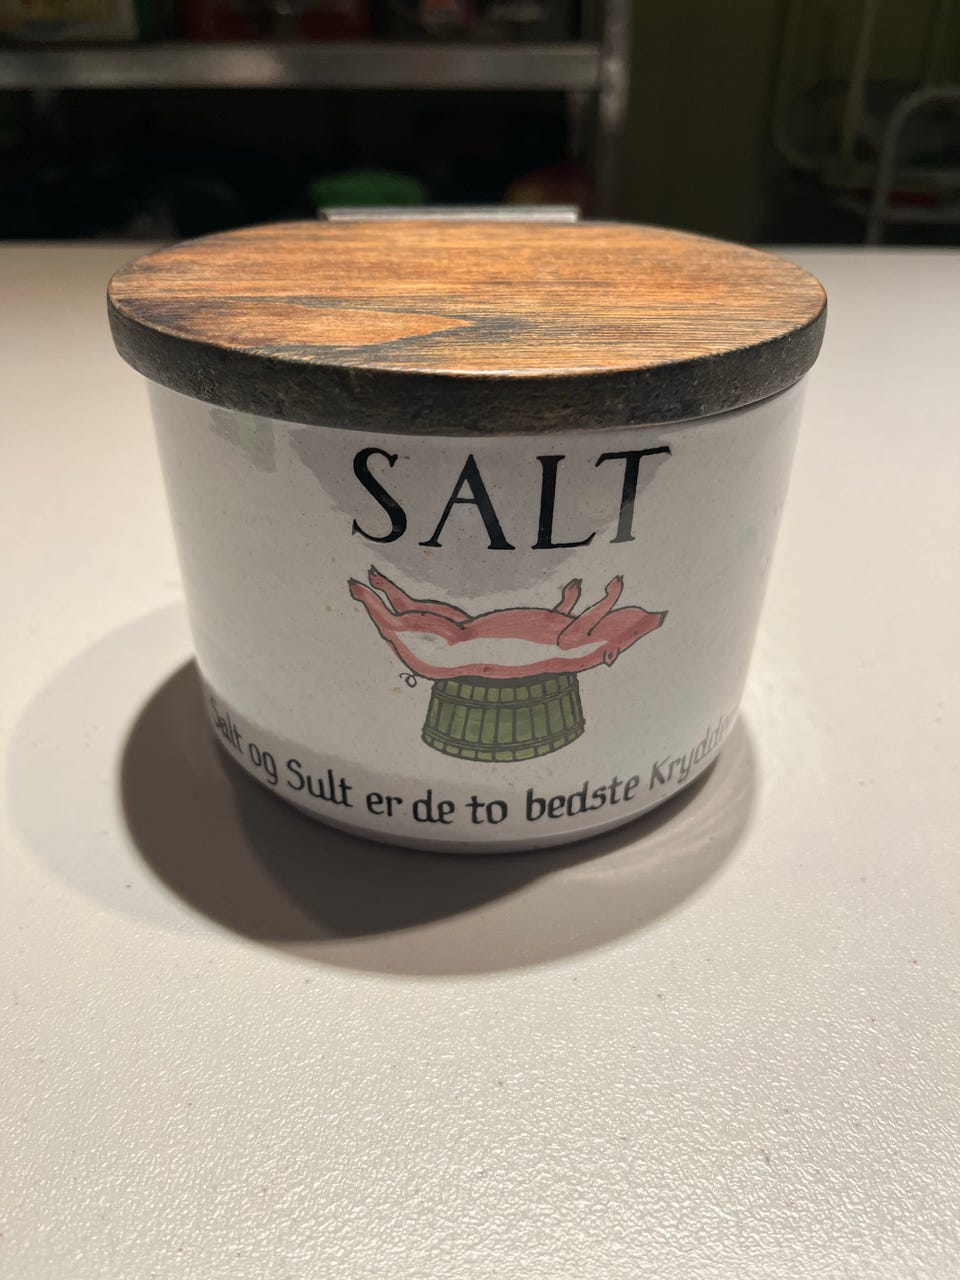 SALT
Salt og Sult er de to bedste